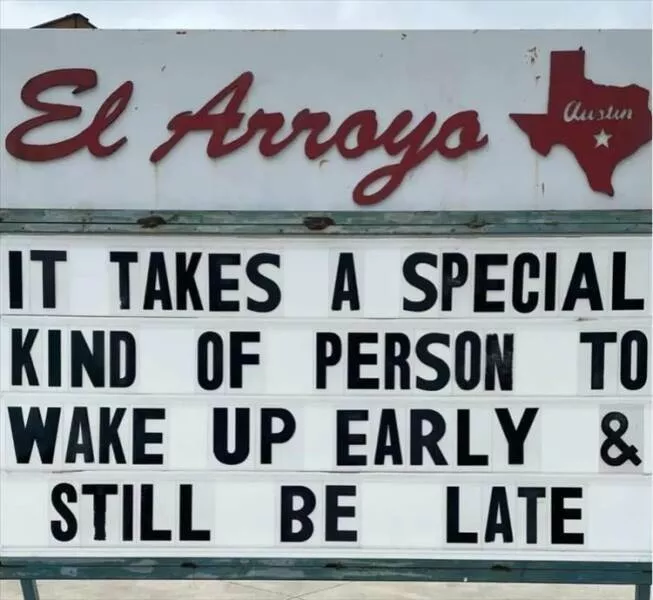 El Arroyo
Austin
IT TAKES A SPECIAL
KIND OF PERSON TO
WAKE UP EARLY &
STILL BE LATE